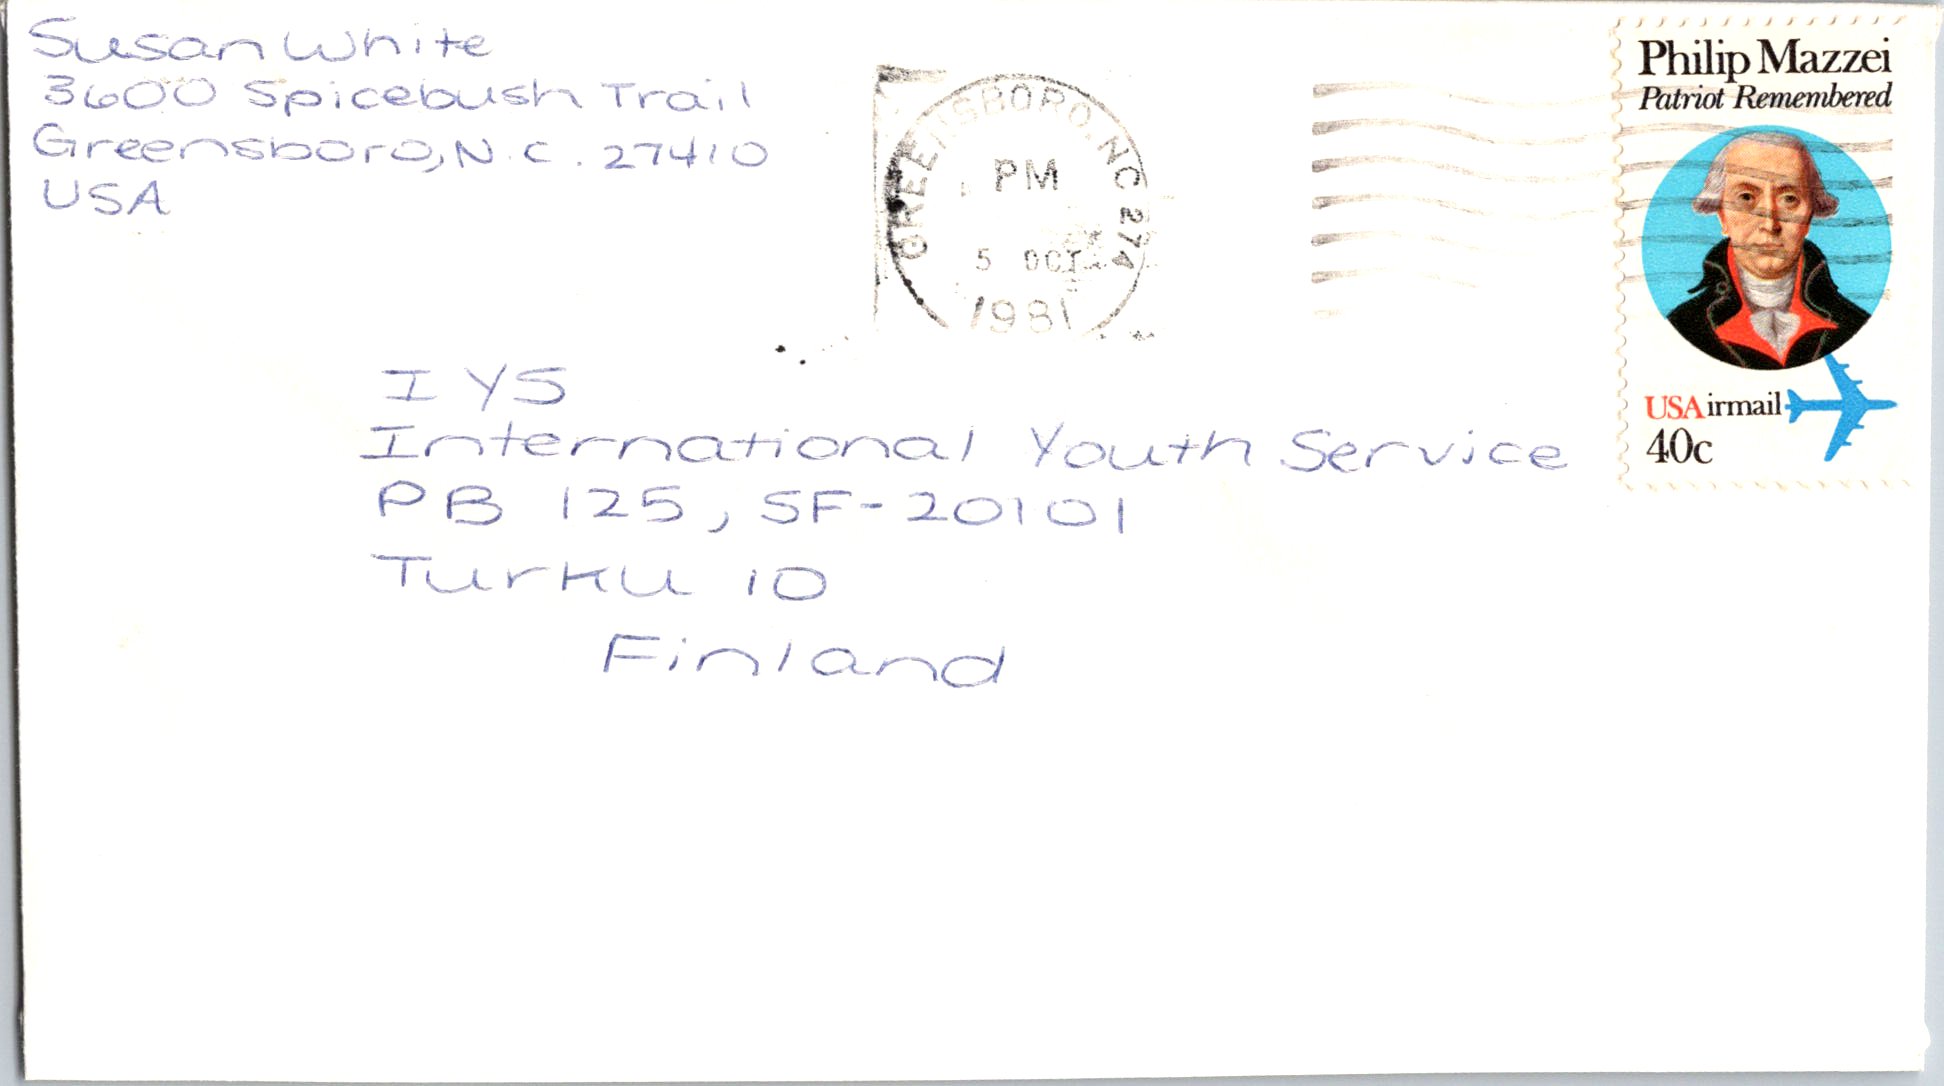 Susan White
3600 Spicebush Trail
Greensboro, N.C. 27410
USA
GREENSBORO, NC 274
PM
5 OCT
1981
Philip Mazzei
Patriot Remembered
USAirmail
40c
IYS
International Youth Service
PB 125, SF-20101
Turku 10
Finland